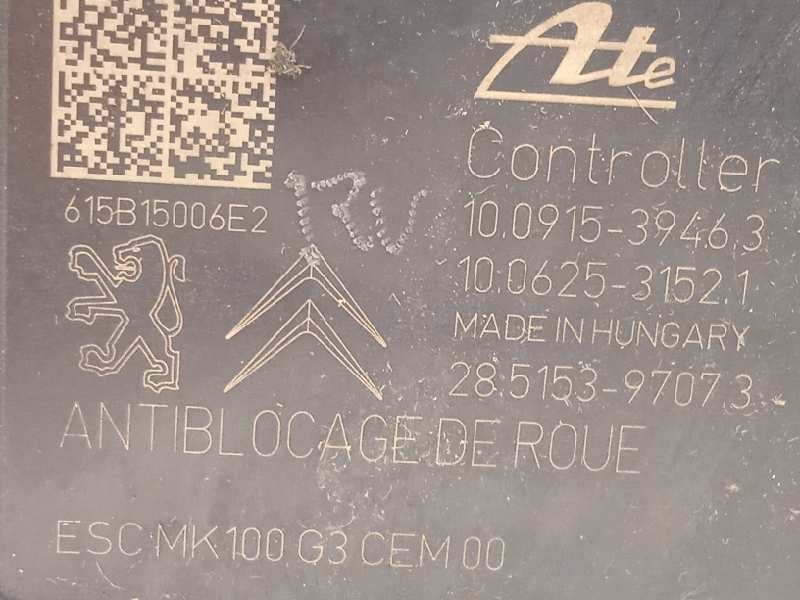 Ate
Controller
615B15006E2
10.0915-3946.3
10.0625-3152.1
MADE IN HUNGARY
28.5153-9707.3
ANTIBLOCAGE DE ROUE
ESC MK100 G3 CEM 00